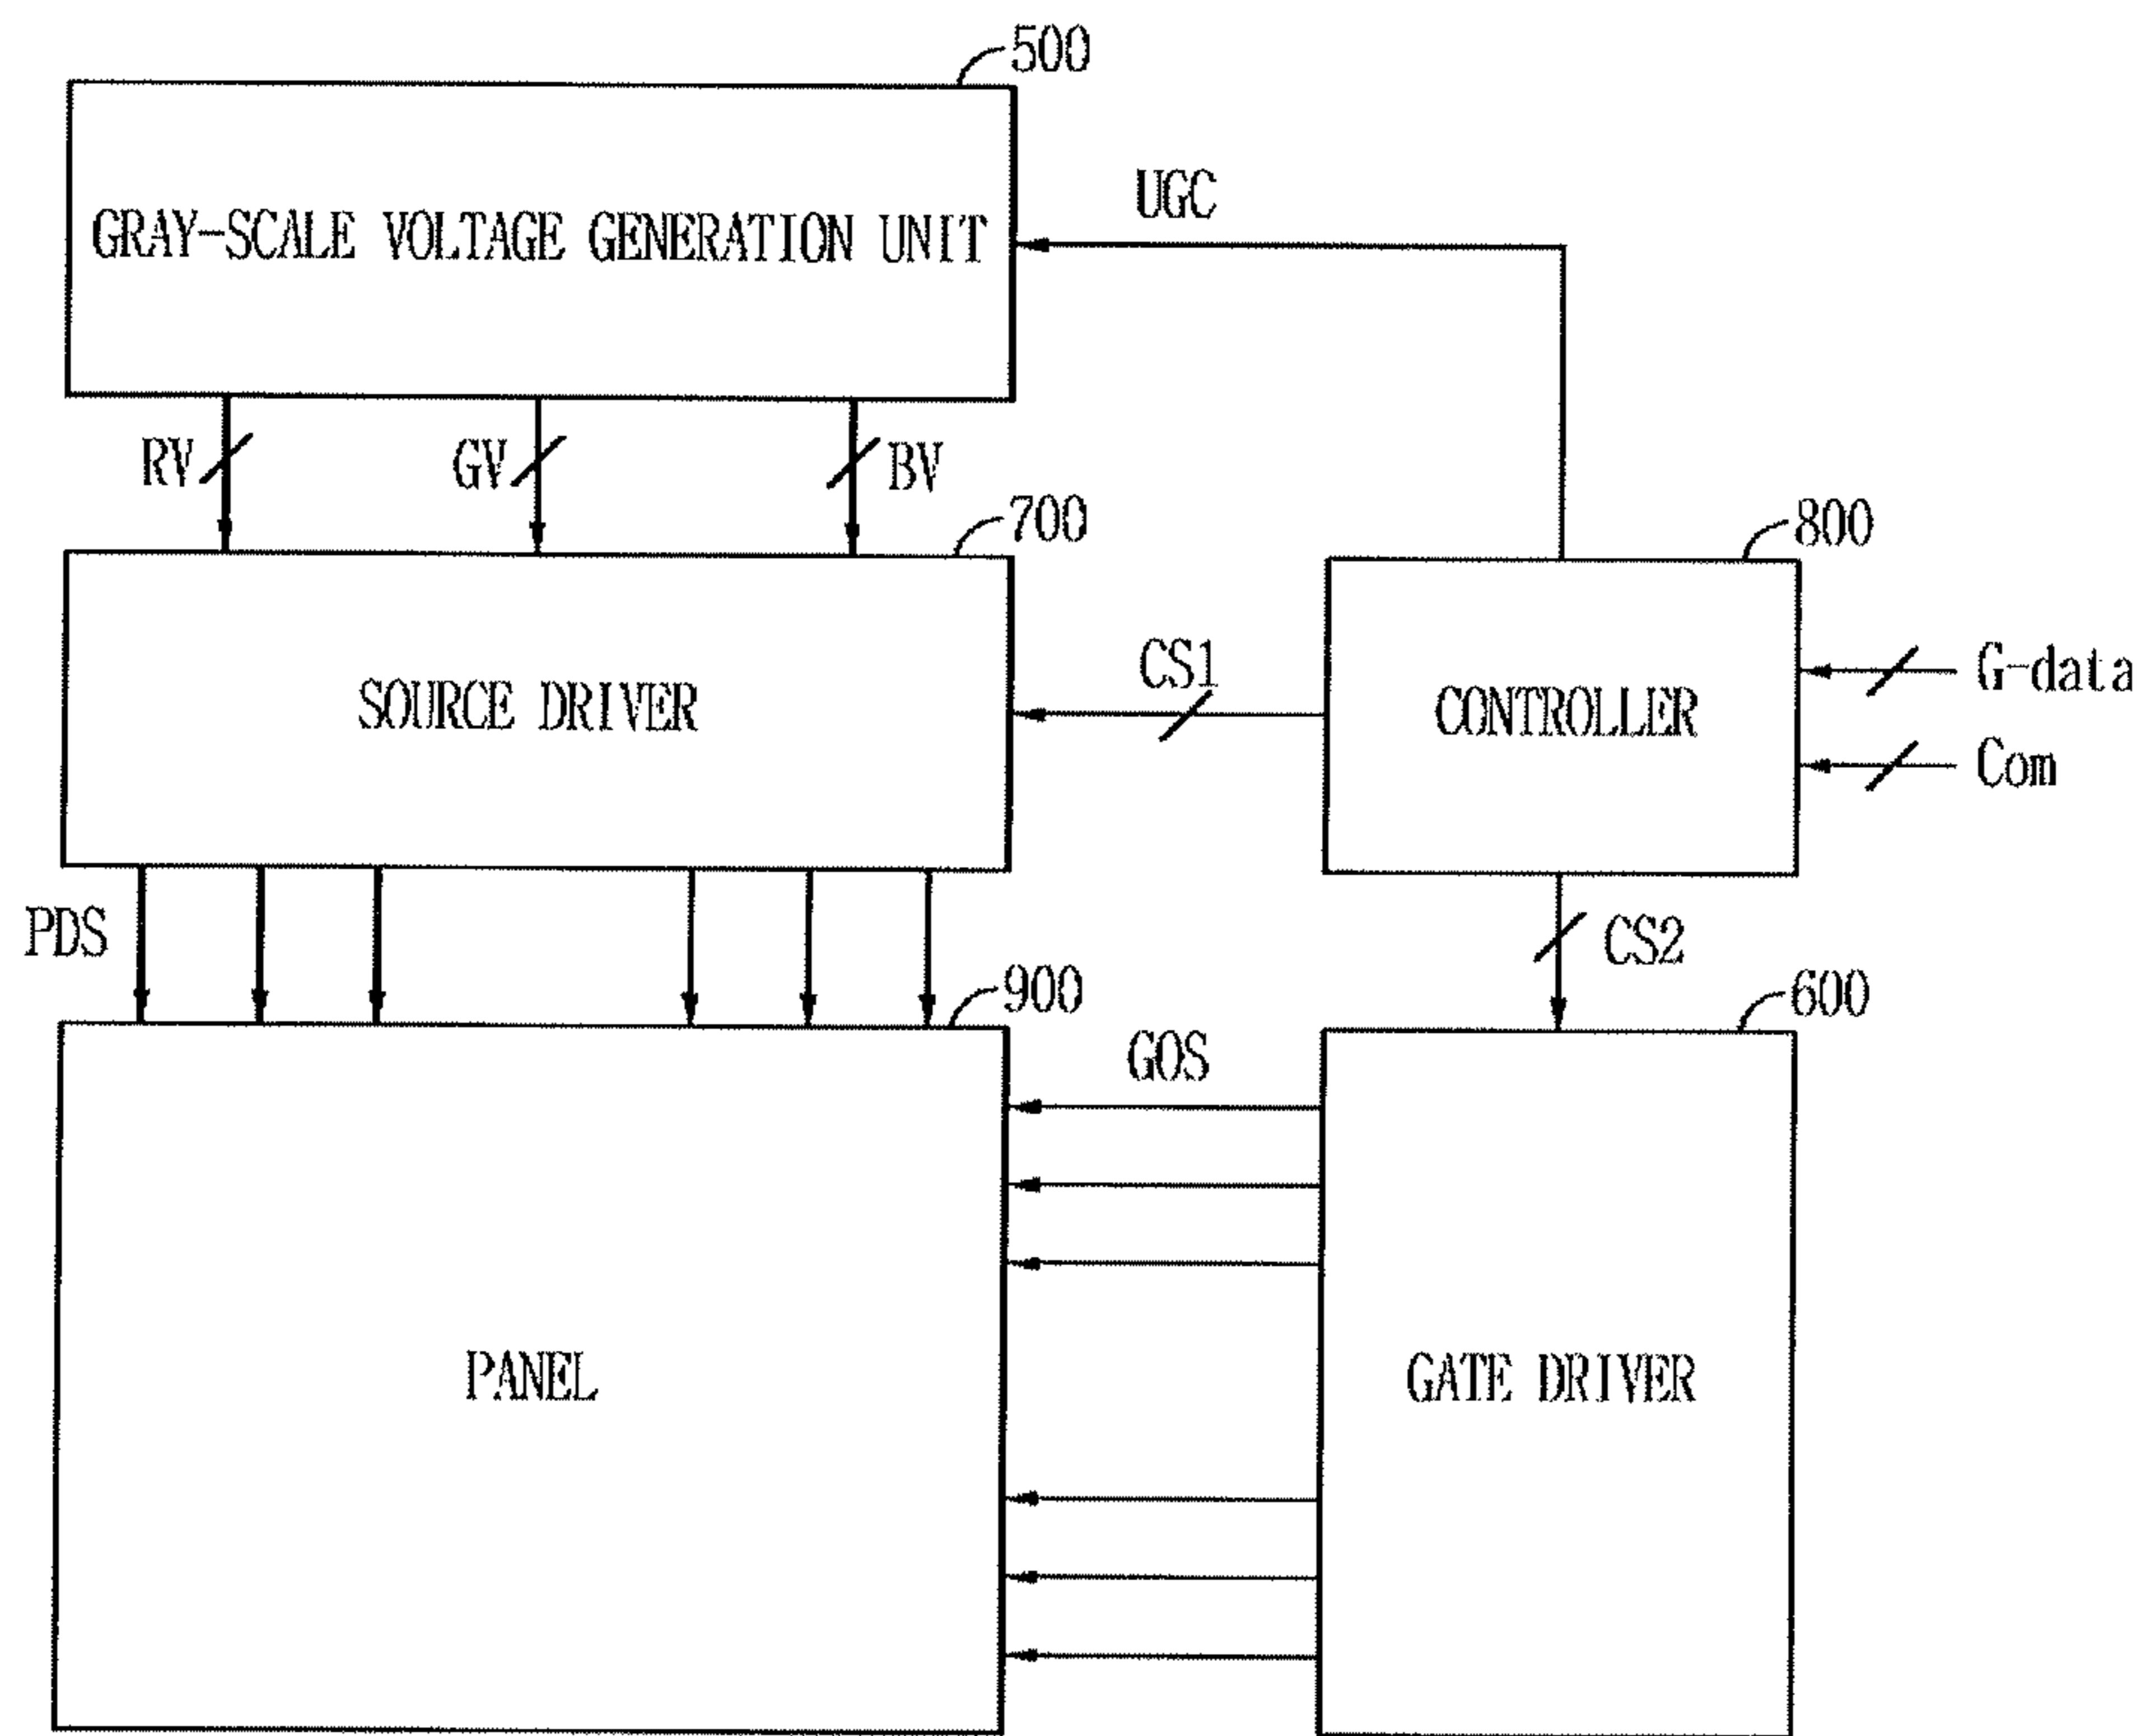 500
GRAY-SCALE VOLTAGE GENERATION UNIT
UGC
RV
GV
BV
700
800
SOURCE DRIVER
CS1
CONTROLLER
G-data
Com
PDS
CS2
900
600
GOS
PANEL
GATE DRIVER